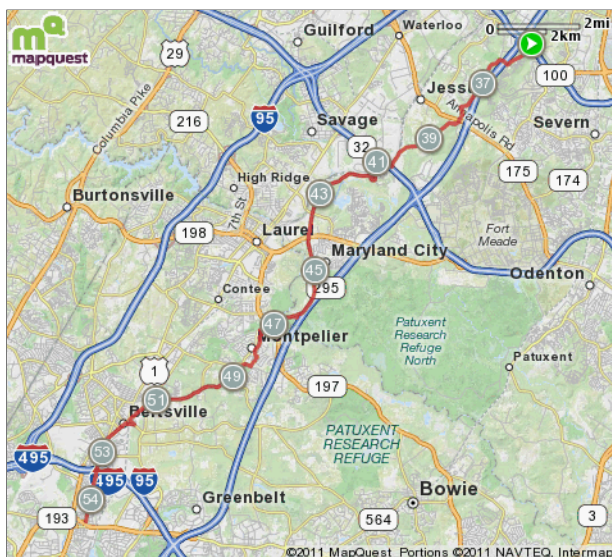 mapquest
Guilford
Waterloo
0 2mi
2km
29
Columbia Pike
Jess
37
100
Annapolis Rd
Severn
216
95
Savage
39
32
41
175
174
High Ridge
43
Burtonsville
7th St
198
Laurel
Fort
Meade
Maryland City
45
295
Odenton
Contee
47
Montpelier
Patuxent
Research
Refuge
North
Patuxent
1
49
197
51
Beltsville
PATUXENT
RESEARCH
REFUGE
495
53
495
95
54
Greenbelt
Bowie
193
564
3
©2011 MapQuest Portions ©2011 NAVTEQ, Intermap